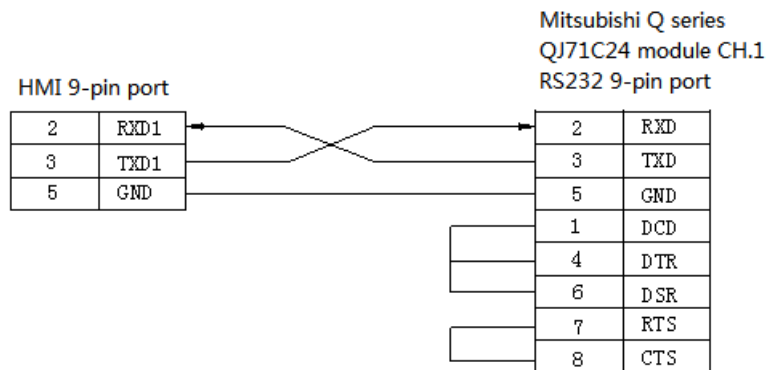 Mitsubishi Q series
QJ71C24 module CH.1
RS232 9-pin port
HMI 9-pin port
2 RXD1 2 RXD
3 TXD1 3 TXD
5 GND 5 GND
1 DCD
4 DTR
6 DSR
7 RTS
8 CTS